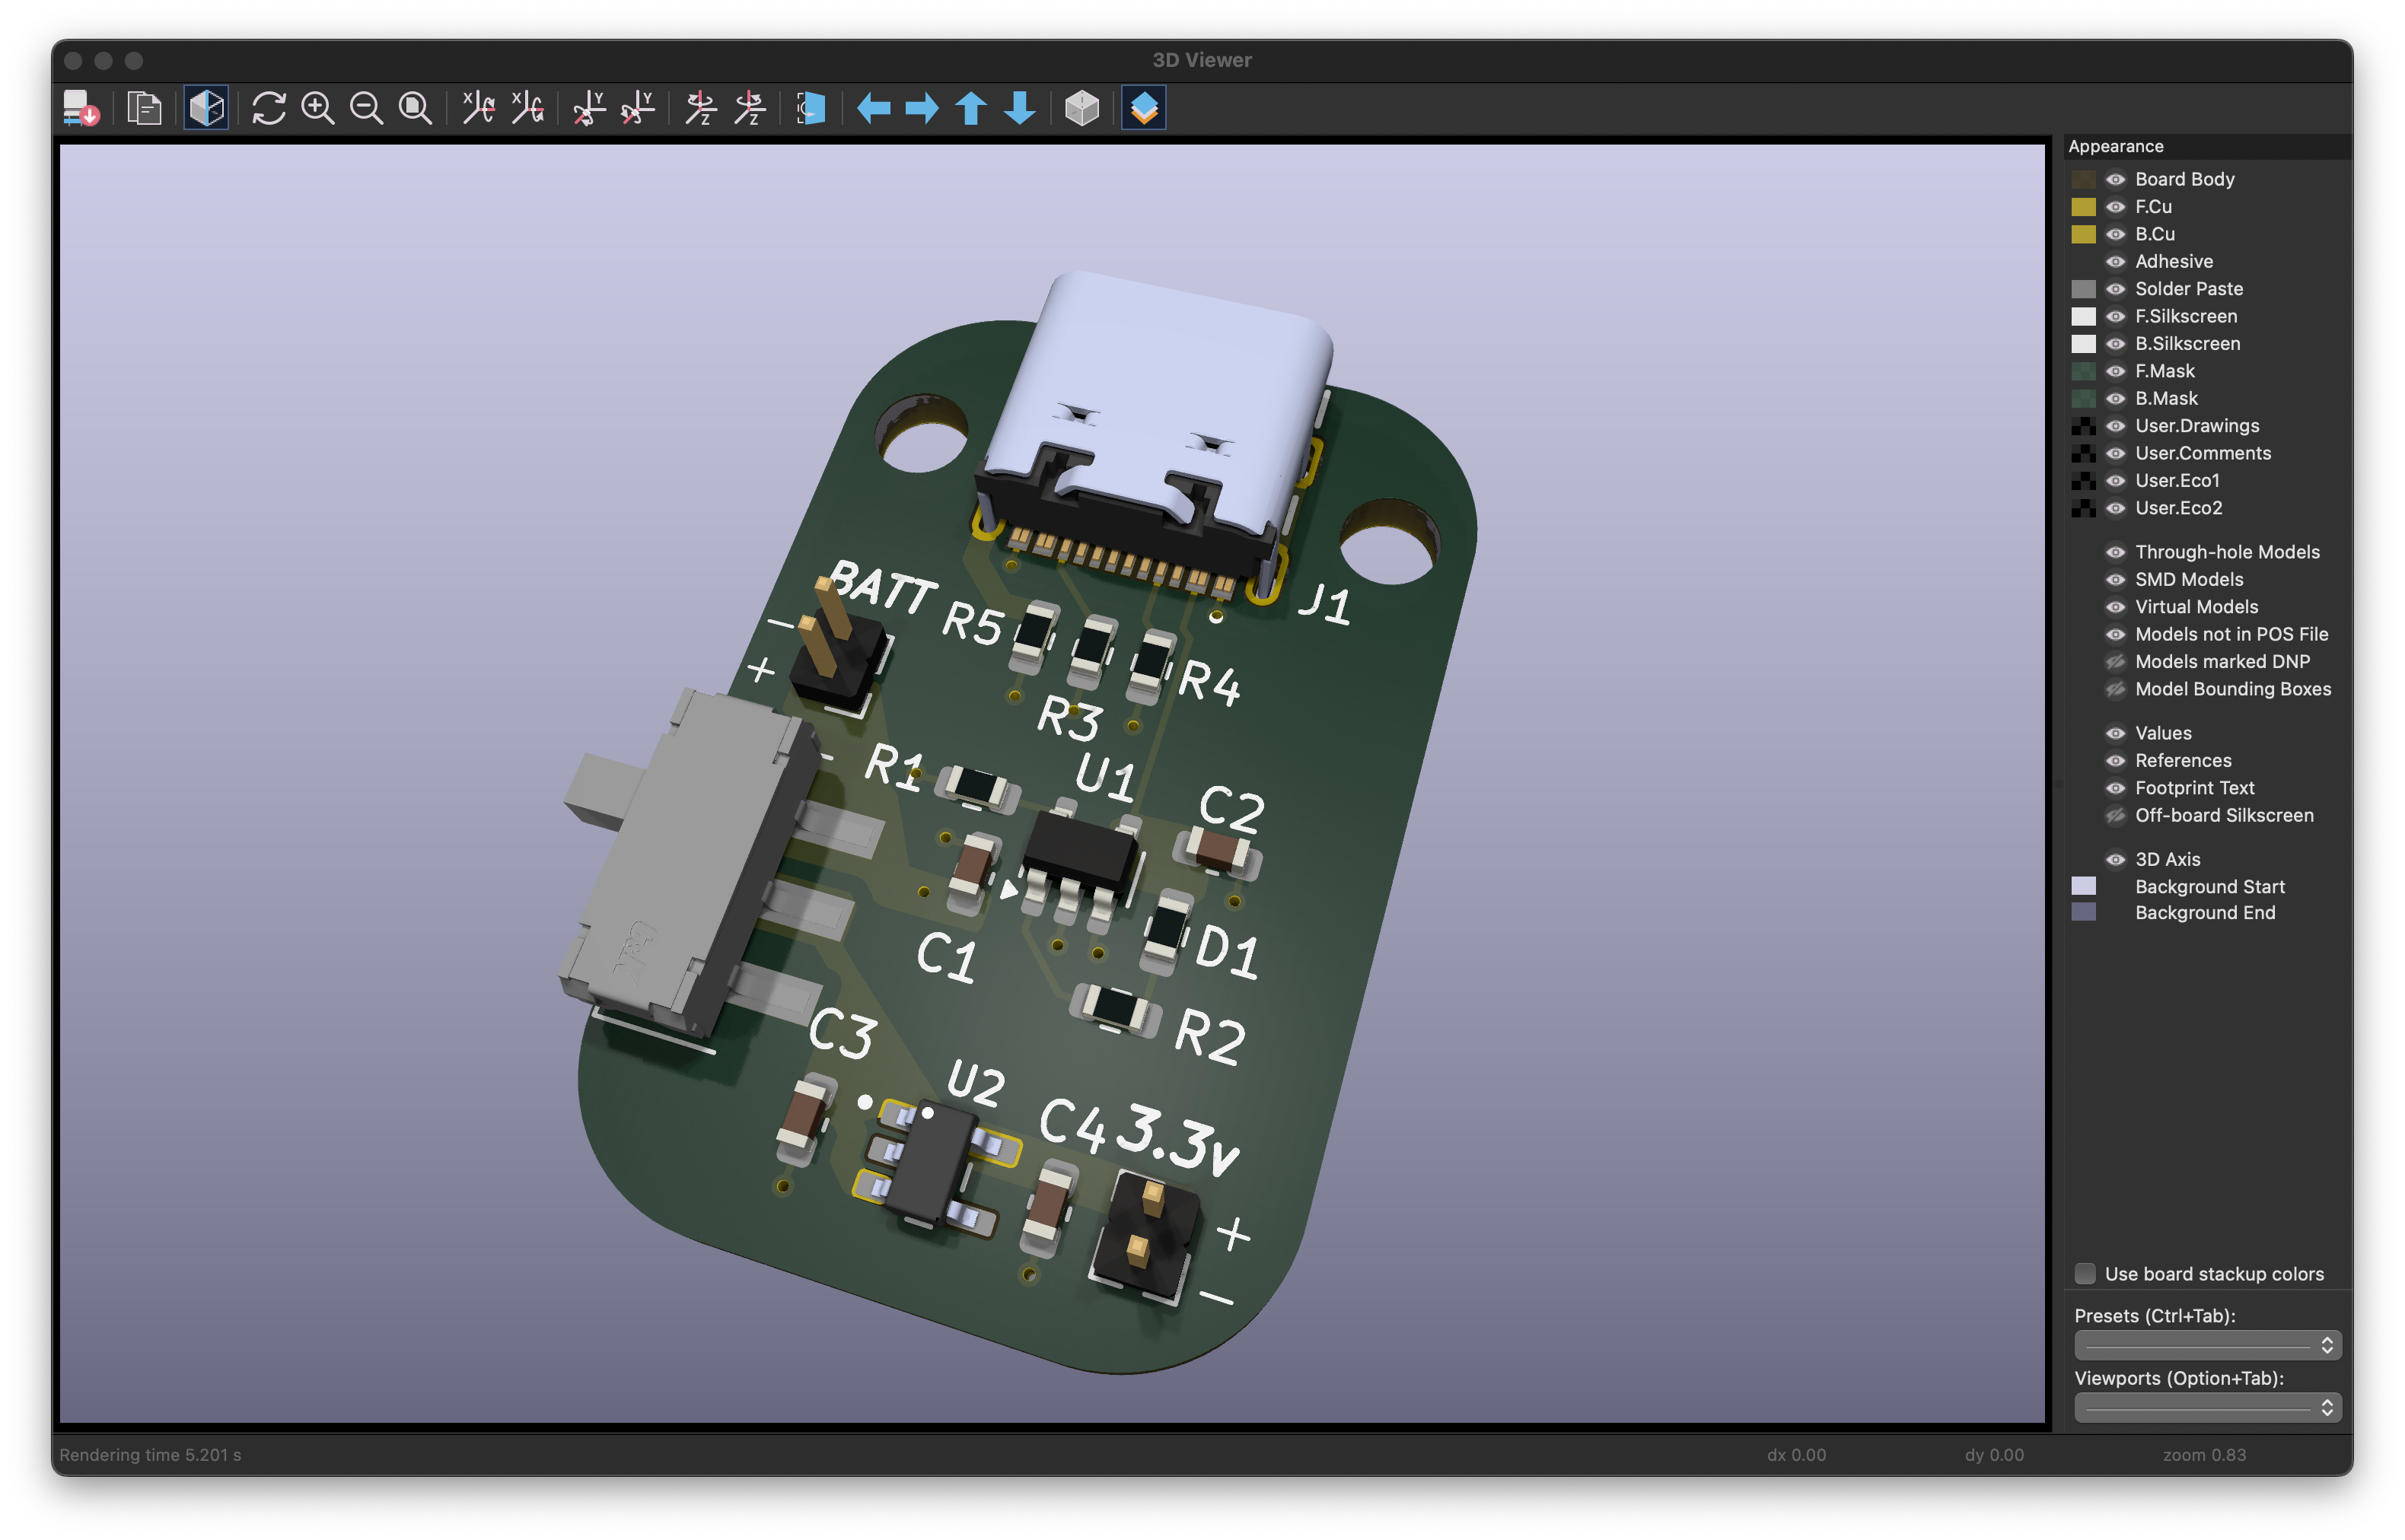 3D Viewer
Appearance
Board Body
F.Cu
B.Cu
Adhesive
Solder Paste
F.Silkscreen
B.Silkscreen
F.Mask
B.Mask
User.Drawings
User.Comments
User.Eco1
User.Eco2
Through-hole Models
SMD Models
Virtual Models
Models not in POS File
Models marked DNP
Model Bounding Boxes
Values
References
Footprint Text
Off-board Silkscreen
3D Axis
Background Start
Background End
Use board stackup colors
Presets (Ctrl+Tab):
Viewports (Option+Tab):
BATT
R5
J1
−
+
R3
R4
-
R1
U1
C2
C1
D1
C3
R2
U2
C4
3.3v
+
−
Rendering time 5.201 s
dx 0.00
dy 0.00
zoom 0.83